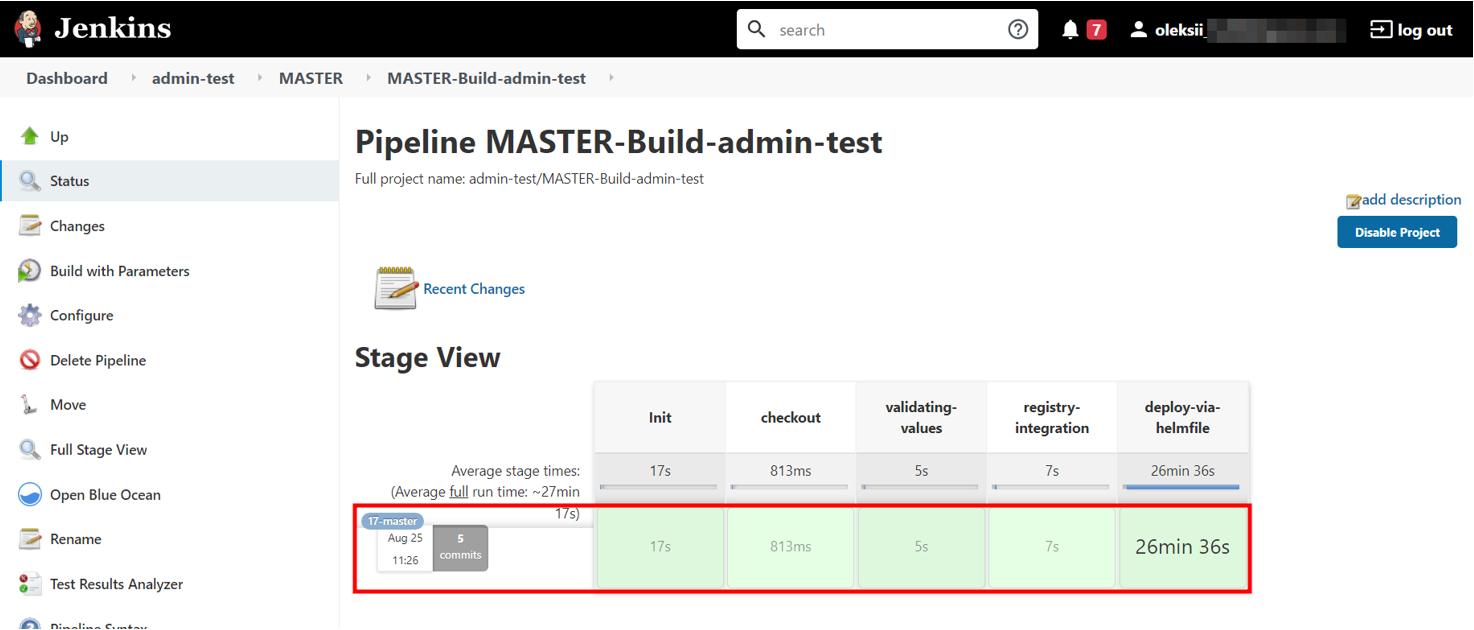 Jenkins
search
7
oleksii_
log out
Dashboard
admin-test
MASTER
MASTER-Build-admin-test
Up
Status
Changes
Build with Parameters
Configure
Delete Pipeline
Move
Full Stage View
Open Blue Ocean
Rename
Test Results Analyzer
Pipeline Syntax
Pipeline MASTER-Build-admin-test
Full project name: admin-test/MASTER-Build-admin-test
add description
Disable Project
Recent Changes
Stage View
Init
checkout
validating-
values
registry-
integration
deploy-via-
helmfile
Average stage times:
(Average full run time: ~27min
17s)
17s
813ms
5s
7s
26min 36s
17-master
Aug 25
11:26
5
commits
17s
813ms
5s
7s
26min 36s